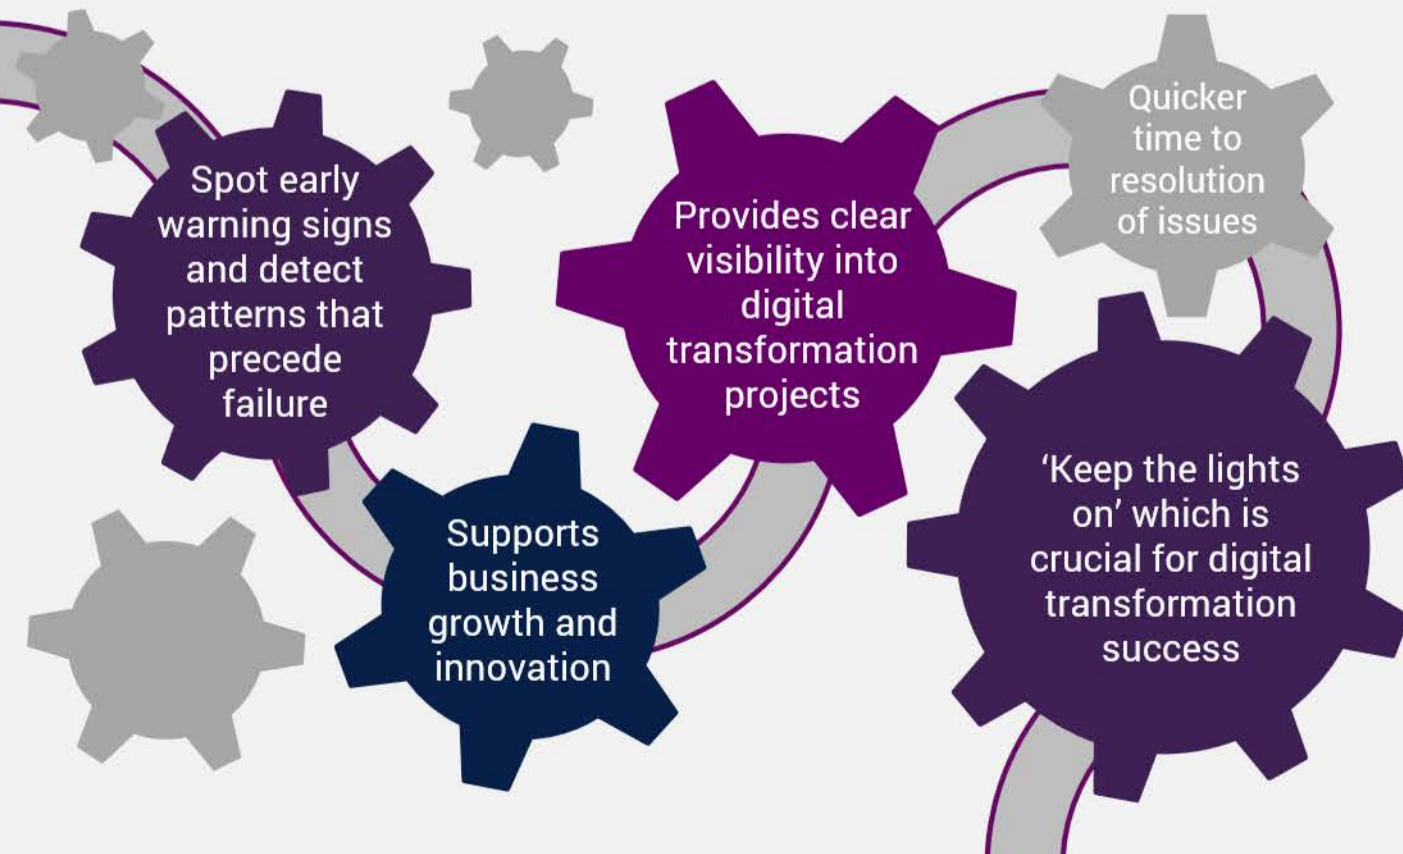 Spot early
warning signs
and detect
patterns that
precede
failure
Supports
business
growth and
innovation
Provides clear
visibility into
digital
transformation
projects
Quicker
time to
resolution
of issues
‘Keep the lights
on’ which is
crucial for digital
transformation
success